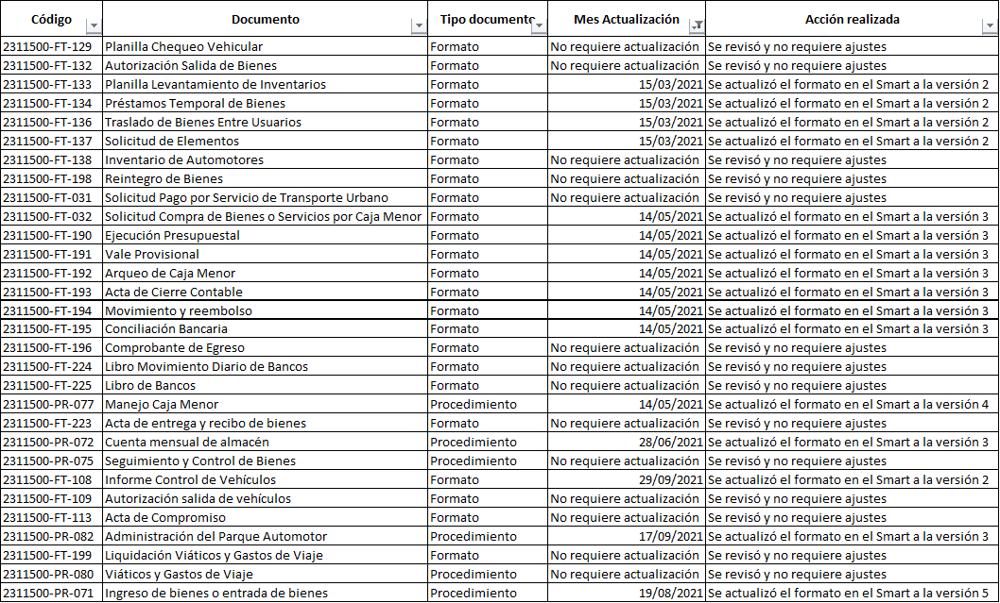 Código Documento Tipo documento Mes Actualización Acción realizada
2311500-FT-129 Planilla Chequeo Vehicular Formato No requiere actualización Se revisó y no requiere ajustes
2311500-FT-132 Autorización Salida de Bienes Formato No requiere actualización Se revisó y no requiere ajustes
2311500-FT-133 Planilla Levantamiento de Inventarios Formato 15/03/2021 Se actualizó el formato en el Smart a la versión 2
2311500-FT-134 Préstamos Temporal de Bienes Formato 15/03/2021 Se actualizó el formato en el Smart a la versión 2
2311500-FT-136 Traslado de Bienes Entre Usuarios Formato 15/03/2021 Se actualizó el formato en el Smart a la versión 2
2311500-FT-137 Solicitud de Elementos Formato 15/03/2021 Se actualizó el formato en el Smart a la versión 2
2311500-FT-138 Inventario de Automotores Formato No requiere actualización Se revisó y no requiere ajustes
2311500-FT-198 Reintegro de Bienes Formato No requiere actualización Se revisó y no requiere ajustes
2311500-FT-031 Solicitud Pago por Servicio de Transporte Urbano Formato No requiere actualización Se revisó y no requiere ajustes
2311500-FT-032 Solicitud Compra de Bienes o Servicios por Caja Menor Formato 14/05/2021 Se actualizó el formato en el Smart a la versión 3
2311500-FT-190 Ejecución Presupuestal Formato 14/05/2021 Se actualizó el formato en el Smart a la versión 3
2311500-FT-191 Vale Provisional Formato 14/05/2021 Se actualizó el formato en el Smart a la versión 3
2311500-FT-192 Arqueo de Caja Menor Formato 14/05/2021 Se actualizó el formato en el Smart a la versión 3
2311500-FT-193 Acta de Cierre Contable Formato 14/05/2021 Se actualizó el formato en el Smart a la versión 3
2311500-FT-194 Movimiento y reembolso Formato 14/05/2021 Se actualizó el formato en el Smart a la versión 3
2311500-FT-195 Conciliación Bancaria Formato 14/05/2021 Se actualizó el formato en el Smart a la versión 3
2311500-FT-196 Comprobante de Egreso Formato No requiere actualización Se revisó y no requiere ajustes
2311500-FT-224 Libro Movimiento Diario de Bancos Formato No requiere actualización Se revisó y no requiere ajustes
2311500-FT-225 Libro de Bancos Formato No requiere actualización Se revisó y no requiere ajustes
2311500-PR-077 Manejo Caja Menor Procedimiento 14/05/2021 Se actualizó el formato en el Smart a la versión 4
2311500-FT-223 Acta de entrega y recibo de bienes Formato No requiere actualización Se revisó y no requiere ajustes
2311500-PR-072 Cuenta mensual de almacén Procedimiento 28/06/2021 Se actualizó el formato en el Smart a la versión 3
2311500-PR-075 Seguimiento y Control de Bienes Procedimiento No requiere actualización Se revisó y no requiere ajustes
2311500-FT-108 Informe Control de Vehículos Formato 29/09/2021 Se actualizó el formato en el Smart a la versión 2
2311500-FT-109 Autorización salida de vehículos Formato No requiere actualización Se revisó y no requiere ajustes
2311500-FT-113 Acta de Compromiso Formato No requiere actualización Se revisó y no requiere ajustes
2311500-PR-082 Administración del Parque Automotor Procedimiento 17/09/2021 Se actualizó el formato en el Smart a la versión 3
2311500-FT-199 Liquidación Viáticos y Gastos de Viaje Formato No requiere actualización Se revisó y no requiere ajustes
2311500-PR-080 Viáticos y Gastos de Viaje Procedimiento No requiere actualización Se revisó y no requiere ajustes
2311500-PR-071 Ingreso de bienes o entrada de bienes Procedimiento 19/08/2021 Se actualizó el formato en el Smart a la versión 5